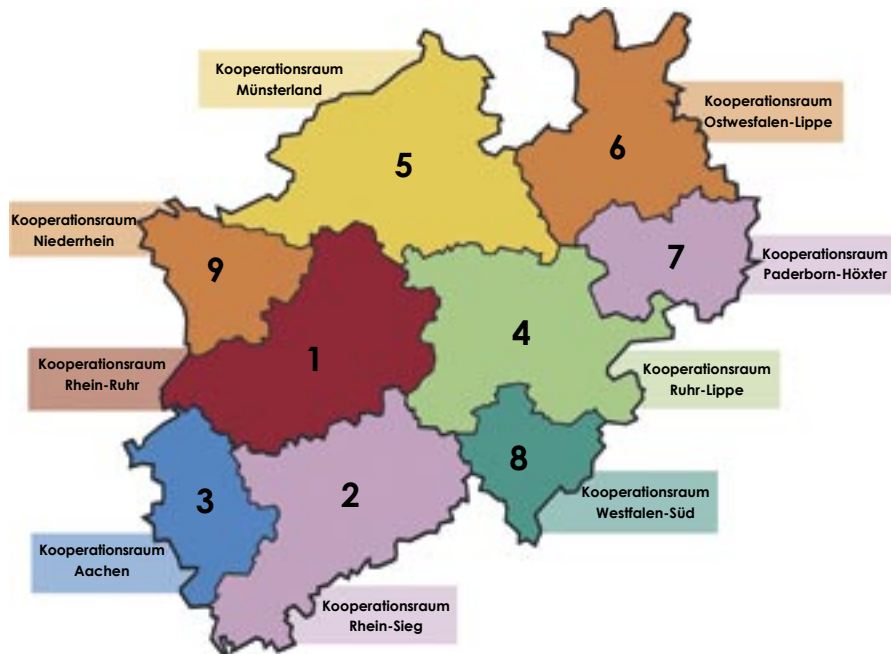 Kooperationsraum
Münsterland
Kooperationsraum
Ostwestfalen-Lippe
6
5
Kooperationsraum
Niederrhein
7
Kooperationsraum
Paderborn-Höxter
9
4
1
Kooperationsraum
Rhein-Ruhr
Kooperationsraum
Ruhr-Lippe
8
2
3
Kooperationsraum
Westfalen-Süd
Kooperationsraum
Aachen
Kooperationsraum
Rhein-Sieg